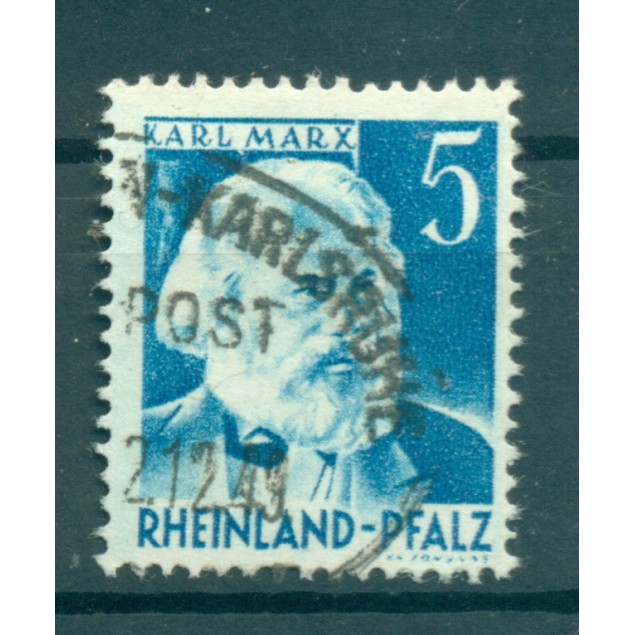 KARL MARX
5
N-KARLSRUHE
POST
2.12.49
RHEINLAND-PFALZ